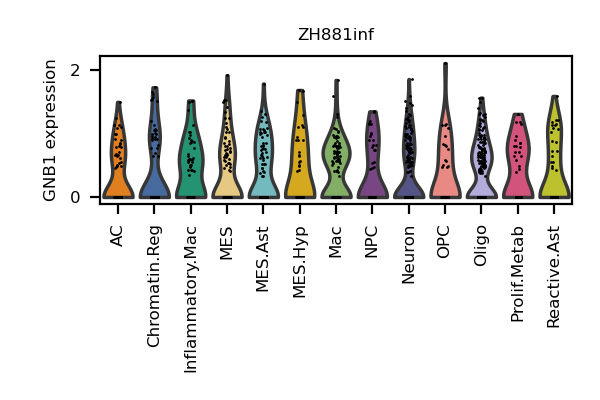 ZH881inf
GNB1 expression
2
0
AC
Chromatin.Reg
Inflammatory.Mac
MES
MES.Ast
MES.Hyp
Mac
NPC
Neuron
OPC
Oligo
Prolif.Metab
Reactive.Ast